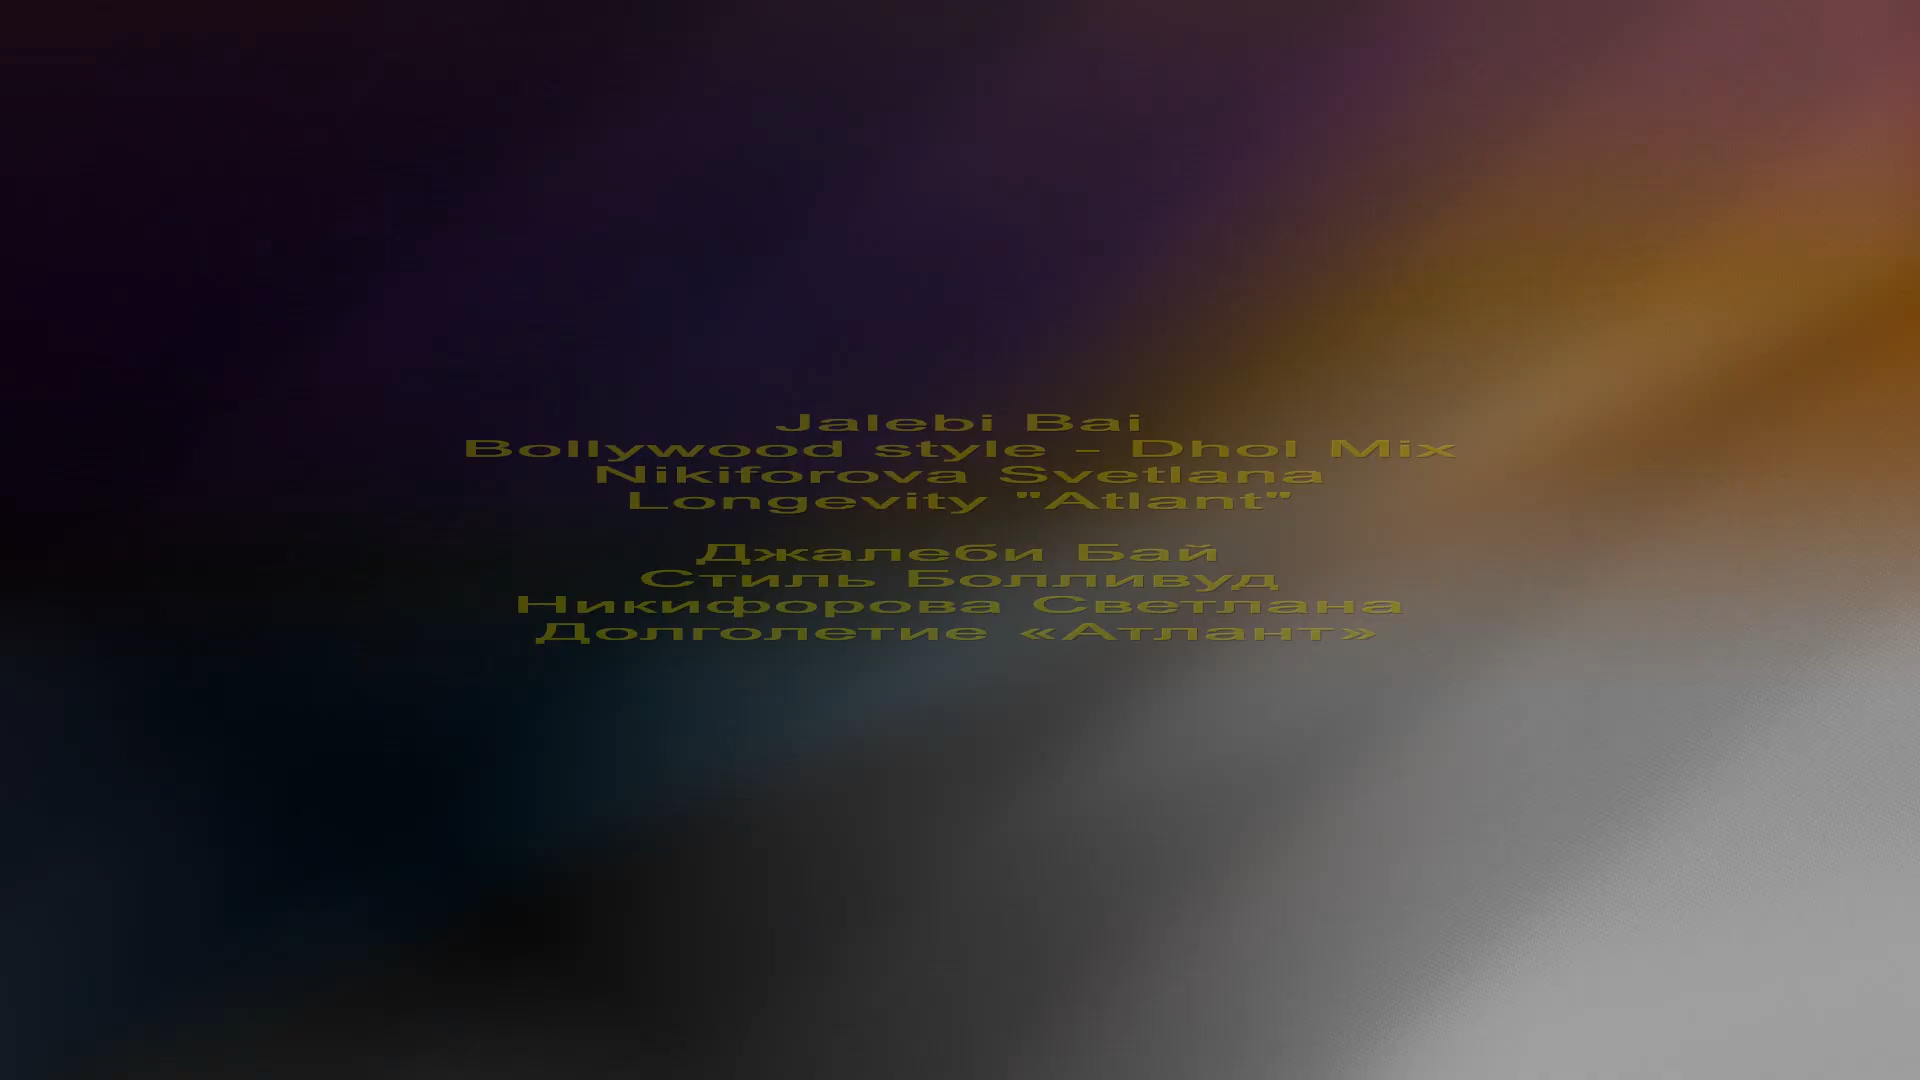 Jalebi Bai
Bollywood style - Dhol Mix
Nikiforova Svetlana
Longevity "Atlant"
Джалеби Бай
Стиль Болливуд
Никифорова Светлана
Долголетие «Атлант»